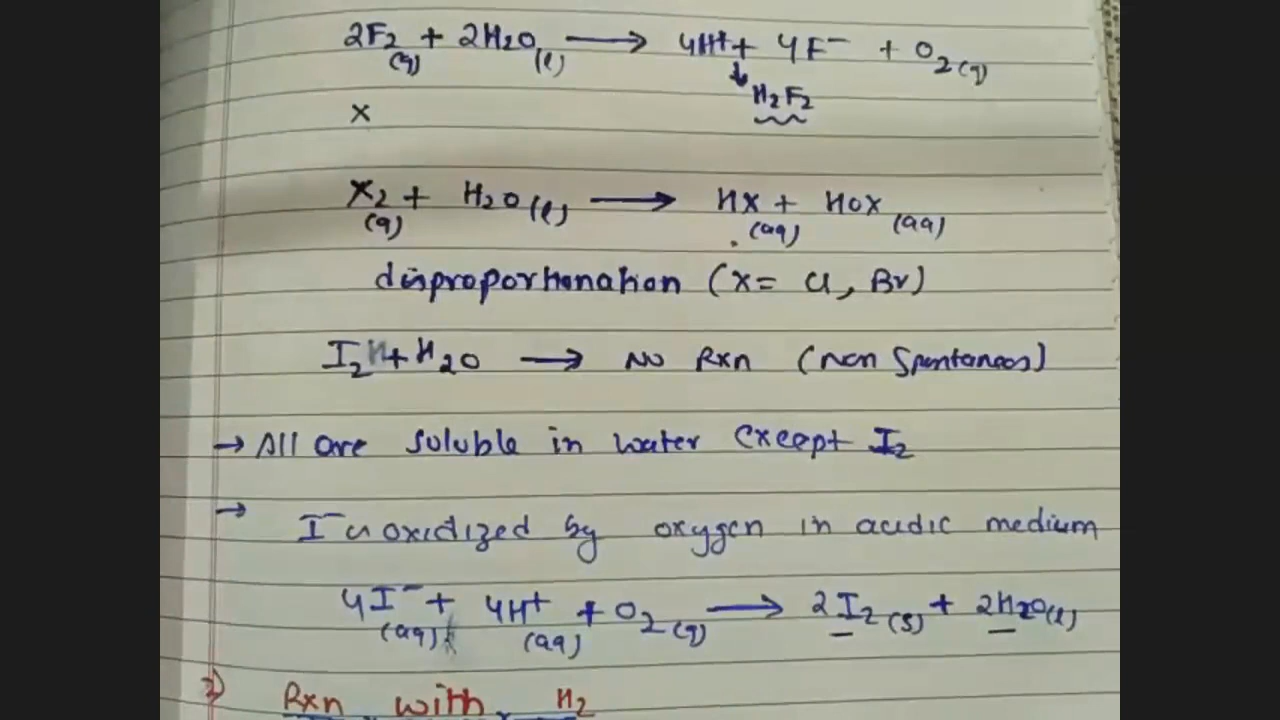 2F2(g) + 2H2O(l) ⟶ 4H+ + 4F− + O2(g)
↓
H2F2
×
X2(g) + H2O(l) ⟶ HX(aq) + HOX(aq)
disproportionation (X= Cl, Br)
I2 + H2O ⟶ No Rxn (non spontaneos)
→ All are soluble in water except I2
→ I− is oxidized by oxygen in acidic medium
4I−(aq) + 4H+(aq) + O2(g) ⟶ 2I2(s) + 2H2O(l)
2) Rxn with H2